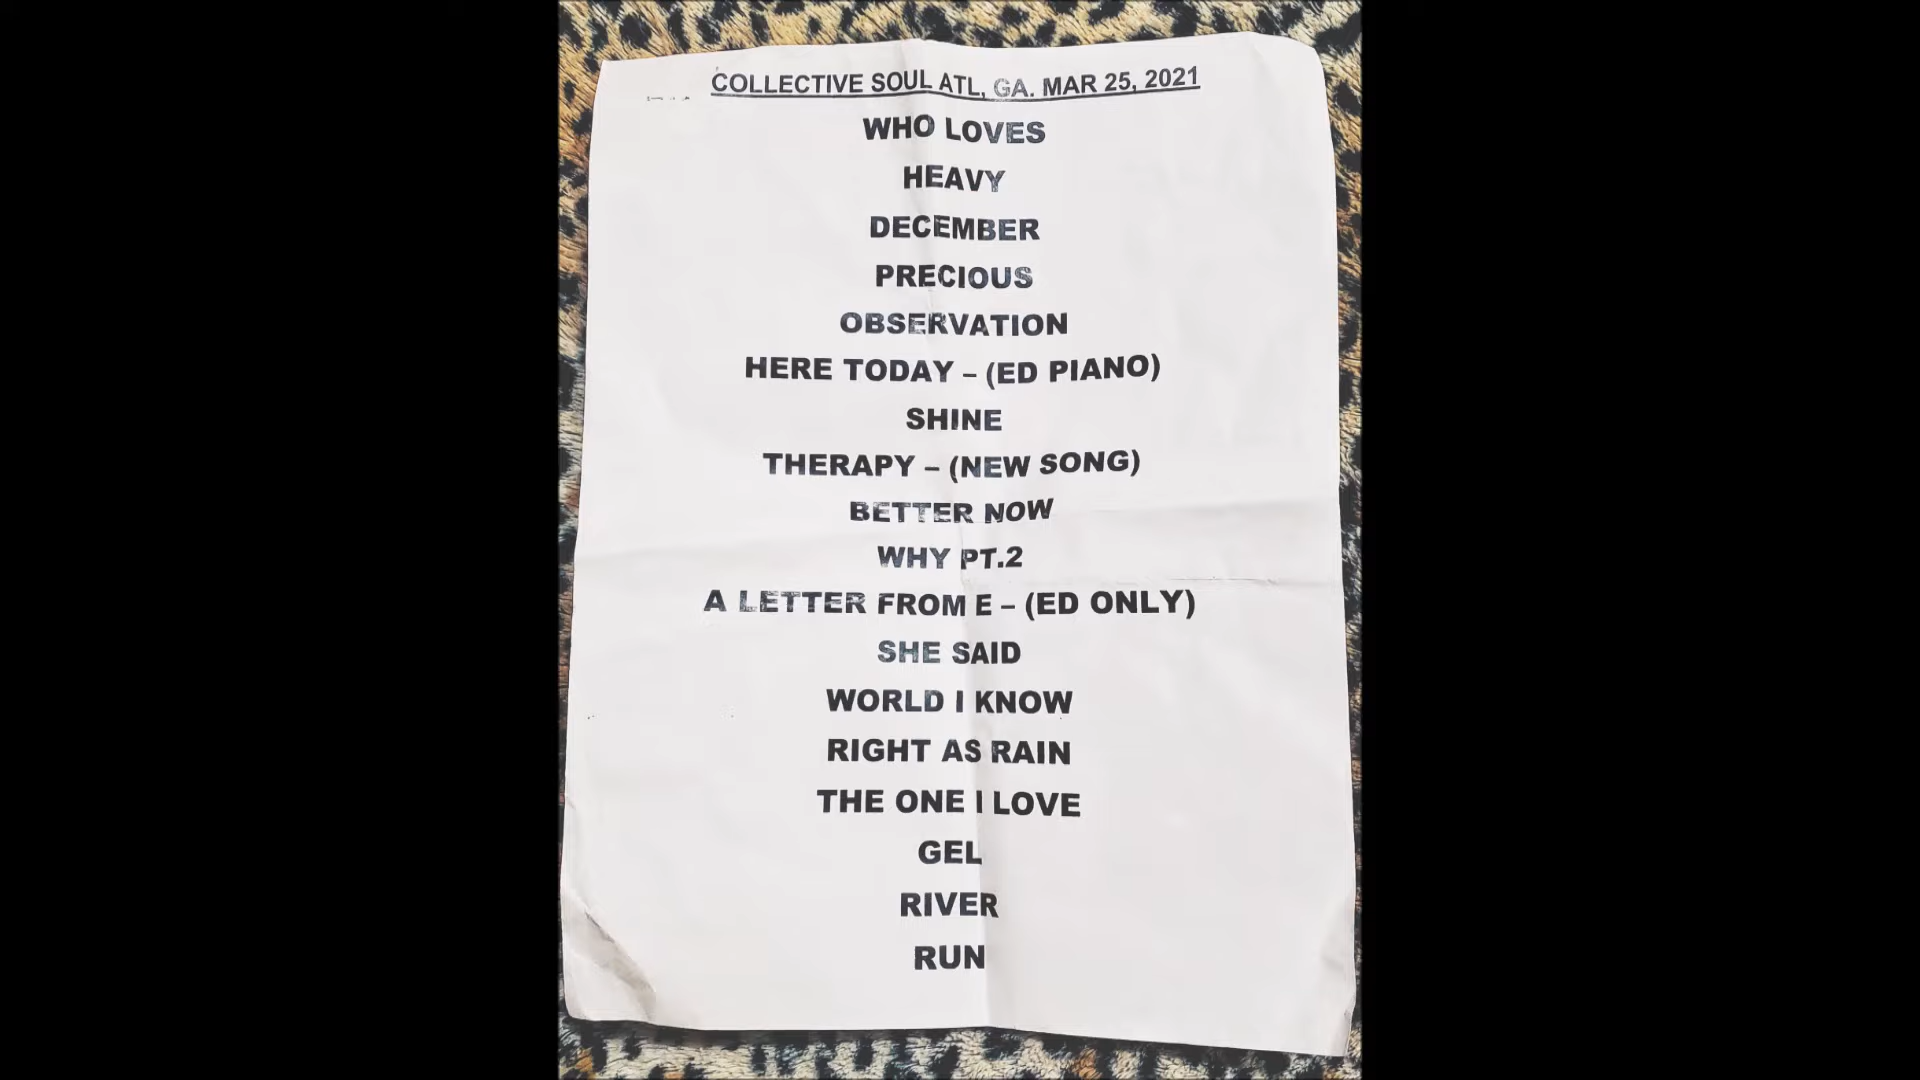 COLLECTIVE SOUL ATL, GA. MAR 25, 2021
WHO LOVES
HEAVY
DECEMBER
PRECIOUS
OBSERVATION
HERE TODAY – (ED PIANO)
SHINE
THERAPY – (NEW SONG)
BETTER NOW
WHY PT.2
A LETTER FROM E – (ED ONLY)
SHE SAID
WORLD I KNOW
RIGHT AS RAIN
THE ONE I LOVE
GEL
RIVER
RUN